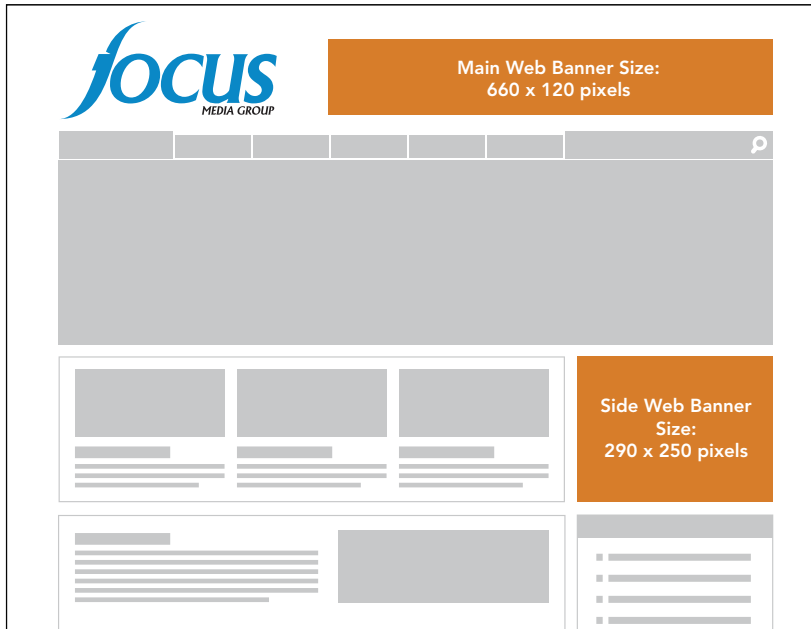 focus
MEDIA GROUP
Main Web Banner Size:
660 x 120 pixels
Side Web Banner
Size:
290 x 250 pixels